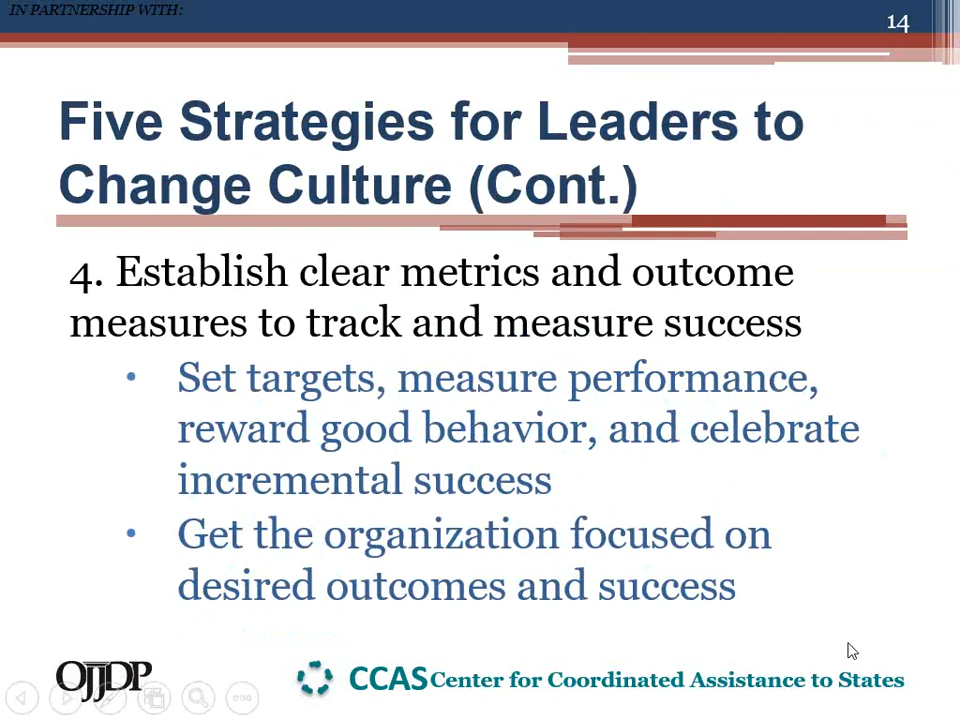 IN PARTNERSHIP WITH:
14
Five Strategies for Leaders to
Change Culture (Cont.)
4. Establish clear metrics and outcome
measures to track and measure success
• Set targets, measure performance,
reward good behavior, and celebrate
incremental success
• Get the organization focused on
desired outcomes and success
OJJDP
CCAS Center for Coordinated Assistance to States